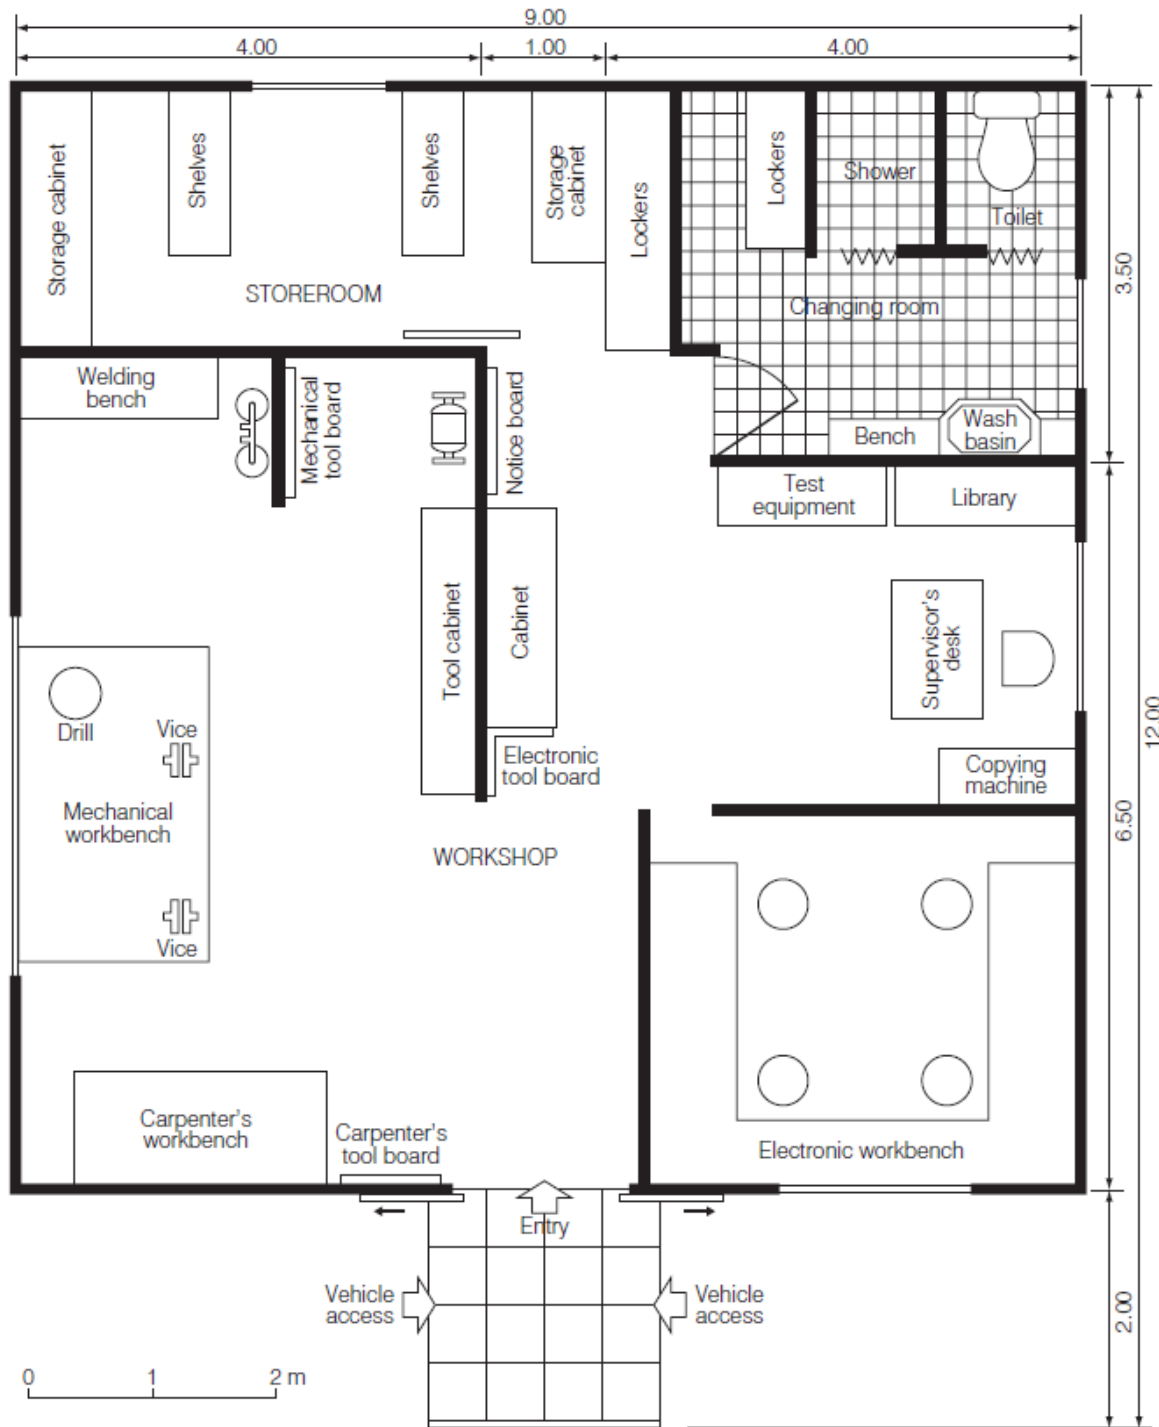 9.00
4.00
1.00
4.00
Storage cabinet
Shelves
Shelves
Storage
cabinet
Lockers
Lockers
Shower
Toilet
STOREROOM
Changing room
3.50
Welding
bench
Mechanical
tool board
Notice board
Bench
Wash
basin
Test
equipment
Library
Tool cabinet
Cabinet
Supervisor's
desk
Drill
Vice
Electronic
tool board
Copying
machine
12.00
Mechanical
workbench
WORKSHOP
6.50
Vice
Carpenter's
workbench
Carpenter's
tool board
Electronic workbench
Entry
Vehicle
access
Vehicle
access
2.00
0 1 2 m